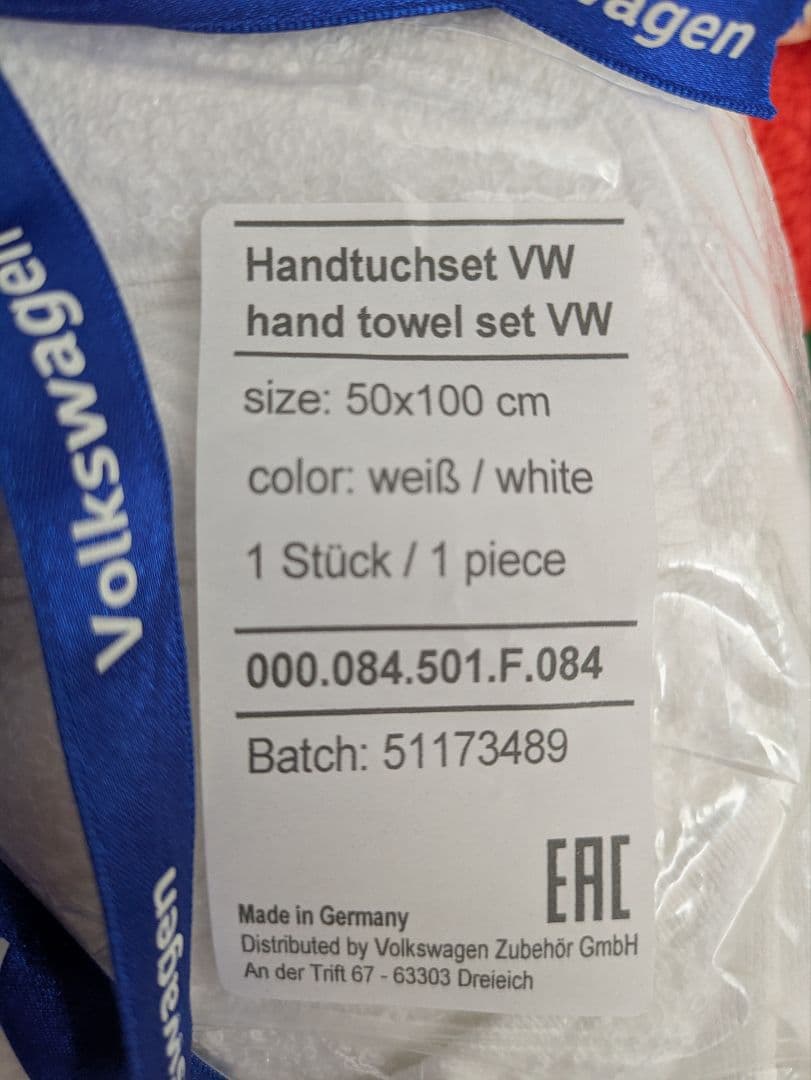 wagen
Volkswagen
Handtuchset VW
hand towel set VW
size: 50x100 cm
color: weiß / white
1 Stück / 1 piece
000.084.501.F.084
Batch: 51173489
EAC
Made in Germany
Distributed by Volkswagen Zubehör GmbH
An der Trift 67 - 63303 Dreieich
swagen